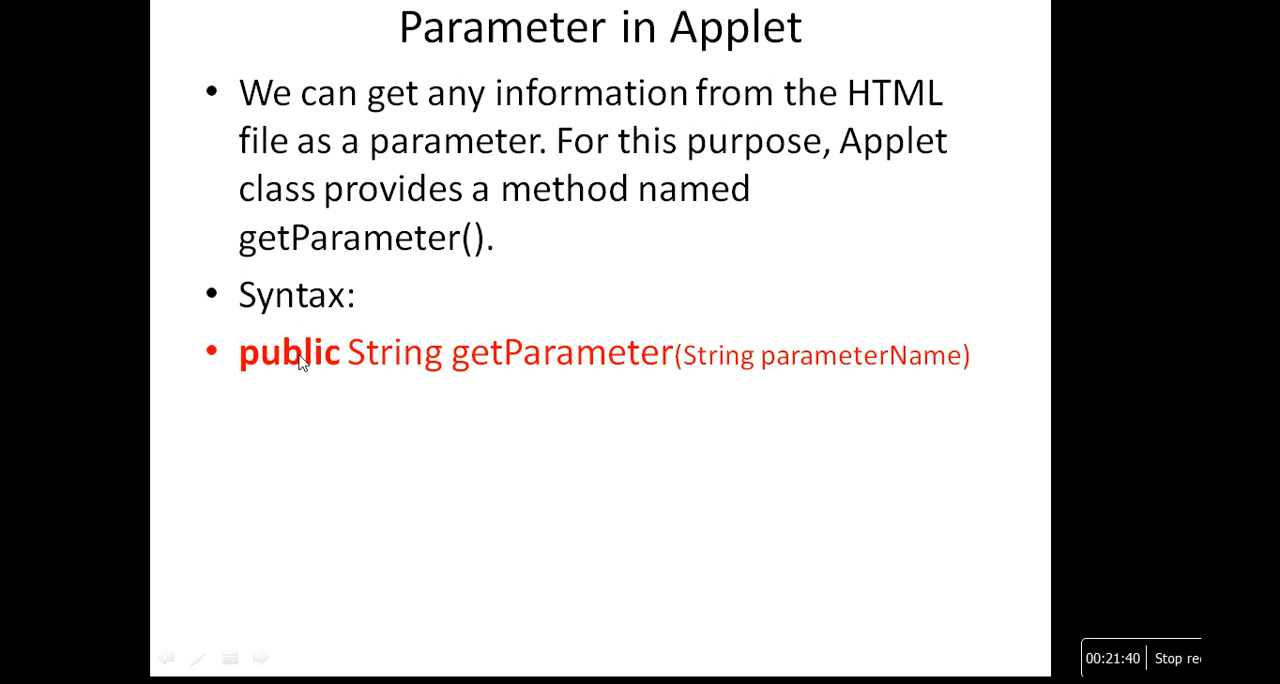 Parameter in Applet
• We can get any information from the HTML
file as a parameter. For this purpose, Applet
class provides a method named
getParameter().
• Syntax:
• public String getParameter(String parameterName)
00:21:40 Stop